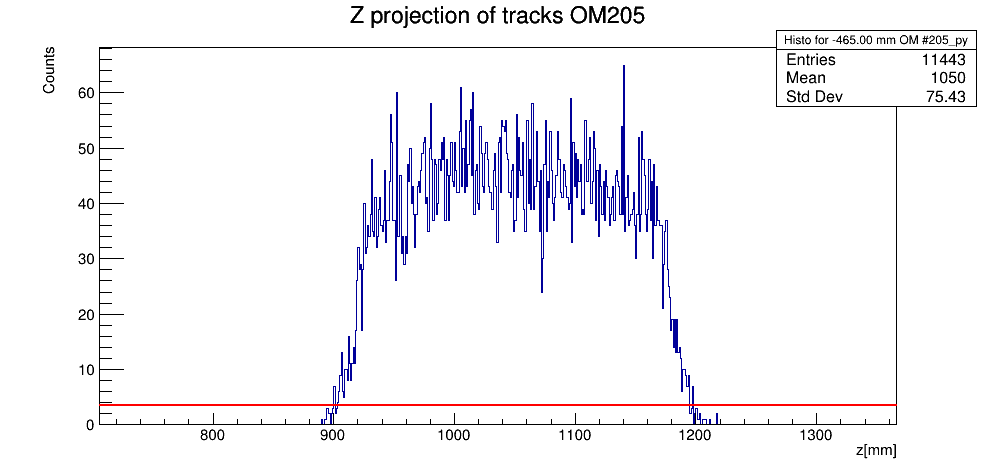 Z projection of tracks OM205
Histo for -465.00 mm OM #205_py
Entries 11443
Mean 1050
Std Dev 75.43
Counts
60
50
40
30
20
10
0
800 900 1000 1100 1200 1300
z[mm]